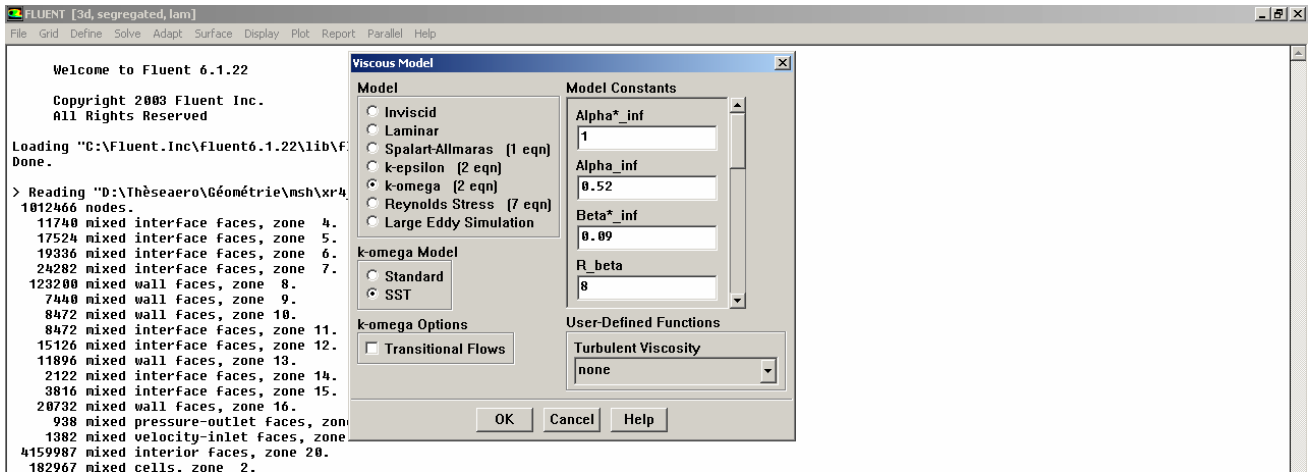 FLUENT [3d, segregated, lam]
File Grid Define Solve Adapt Surface Display Plot Report Parallel Help
Welcome to Fluent 6.1.22
Copyright 2003 Fluent Inc.
All Rights Reserved
Loading "C:\Fluent.Inc\fluent6.1.22\lib\f
Done.
> Reading "D:\Thèseaero\Géométrie\msh\xr4_
1012466 nodes.
11740 mixed interface faces, zone 4.
17524 mixed interface faces, zone 5.
19336 mixed interface faces, zone 6.
24282 mixed interface faces, zone 7.
123200 mixed wall faces, zone 8.
7440 mixed wall faces, zone 9.
8472 mixed wall faces, zone 10.
8472 mixed interface faces, zone 11.
15126 mixed interface faces, zone 12.
11896 mixed wall faces, zone 13.
2122 mixed interface faces, zone 14.
3816 mixed interface faces, zone 15.
20732 mixed wall faces, zone 16.
938 mixed pressure-outlet faces, zon
1382 mixed velocity-inlet faces, zone
4159987 mixed interior faces, zone 20.
182967 mixed cells, zone 2.
Viscous Model
Model
Inviscid
Laminar
Spalart-Allmaras (1 eqn)
k-epsilon (2 eqn)
k-omega (2 eqn)
Reynolds Stress (7 eqn)
Large Eddy Simulation
k-omega Model
Standard
SST
k-omega Options
Transitional Flows
Model Constants
Alpha*_inf
1
Alpha_inf
0.52
Beta*_inf
0.09
R_beta
8
User-Defined Functions
Turbulent Viscosity
none
OK Cancel Help